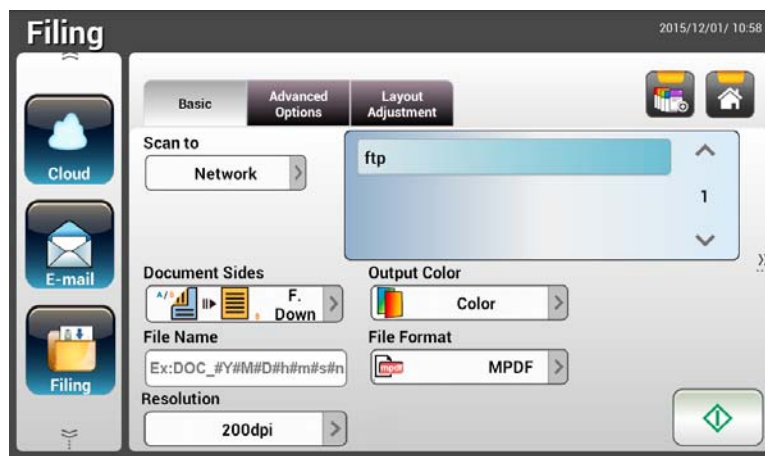 Filing
2015/12/01/ 10:58
Basic
Advanced
Options
Layout
Adjustment
Cloud
Scan to
Network
ftp
1
E-mail
Document Sides
F.
Down
Output Color
Color
File Name
Ex:DOC_#Y#M#D#h#m#s#n
File Format
mpdf
MPDF
Filing
Resolution
200dpi